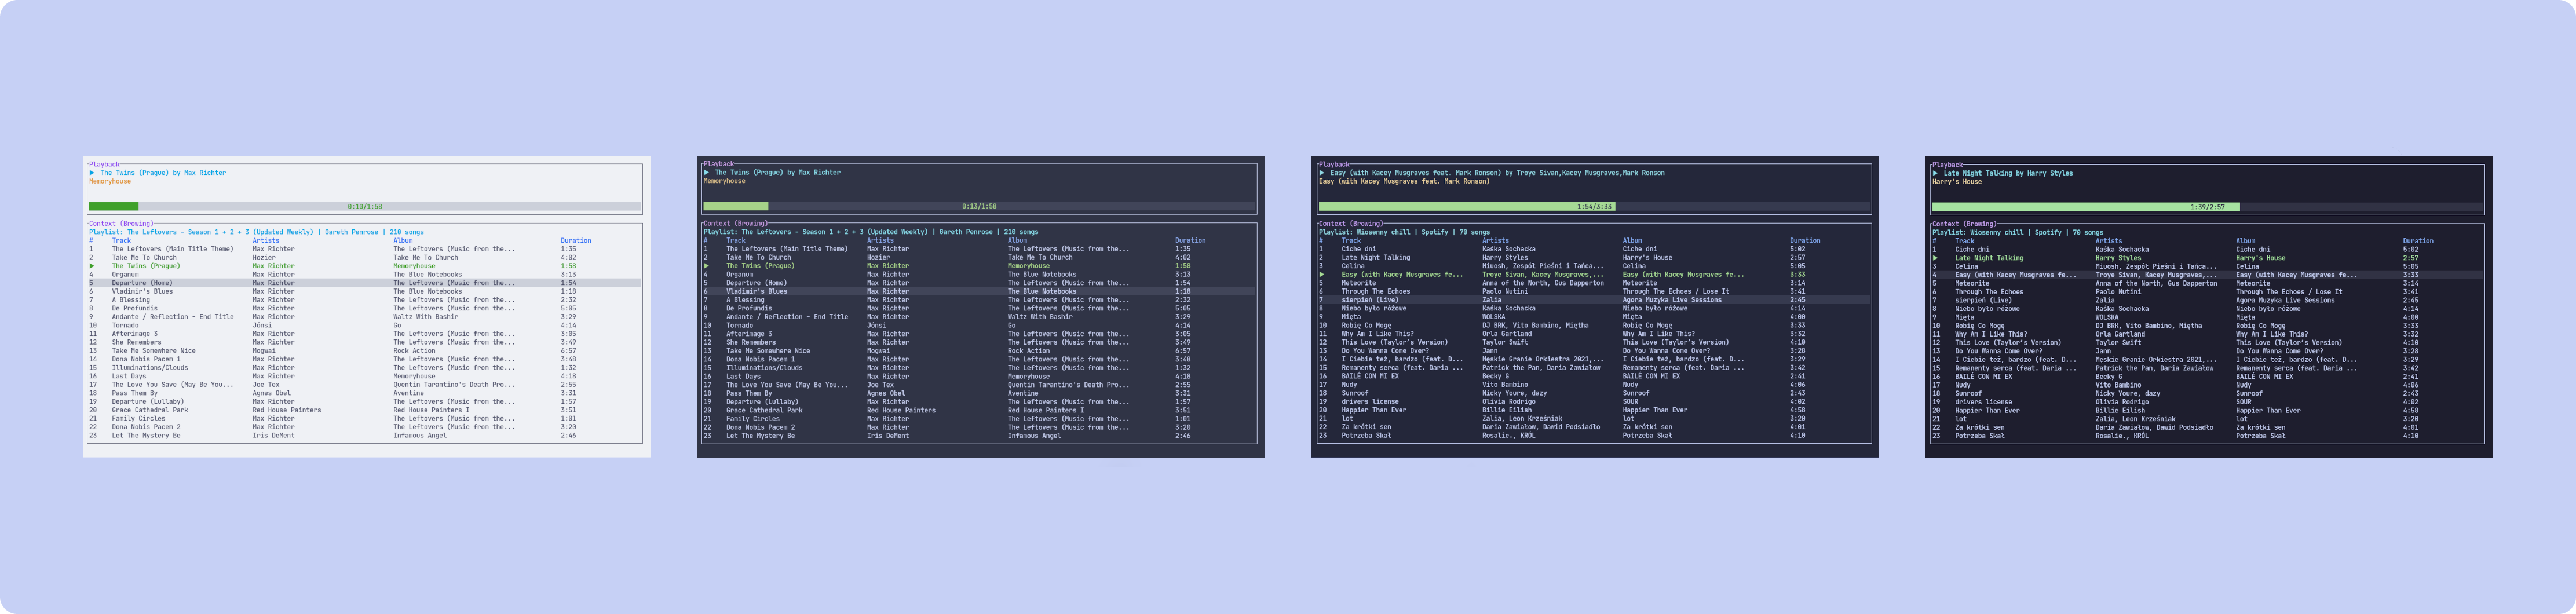 Playback
▶ The Twins (Prague) by Max Richter
Memoryhouse
0:10/1:58
Context (Browing)
Playlist: The Leftovers - Season 1 + 2 + 3 (Updated Weekly) | Gareth Penrose | 210 songs
# Track Artists Album Duration
1 The Leftovers (Main Title Theme) Max Richter The Leftovers (Music from the... 1:35
2 Take Me To Church Hozier Take Me To Church 4:02
▶ The Twins (Prague) Max Richter Memoryhouse 1:58
4 Organum Max Richter The Blue Notebooks 3:13
5 Departure (Home) Max Richter The Leftovers (Music from the... 1:54
6 Vladimir's Blues Max Richter The Blue Notebooks 1:18
7 A Blessing Max Richter The Leftovers (Music from the... 2:32
8 De Profundis Max Richter The Leftovers (Music from the... 5:05
9 Andante / Reflection - End Title Max Richter Waltz With Bashir 3:29
10 Tornado Jónsi Go 4:14
11 Afterimage 3 Max Richter The Leftovers (Music from the... 3:05
12 She Remembers Max Richter The Leftovers (Music from the... 3:49
13 Take Me Somewhere Nice Mogwai Rock Action 6:57
14 Dona Nobis Pacem 1 Max Richter The Leftovers (Music from the... 3:48
15 Illuminations/Clouds Max Richter The Leftovers (Music from the... 1:32
16 Last Days Max Richter Memoryhouse 4:18
17 The Love You Save (May Be You... Joe Tex Quentin Tarantino's Death Pro... 2:55
18 Pass Them By Agnes Obel Aventine 3:31
19 Departure (Lullaby) Max Richter The Leftovers (Music from the... 1:57
20 Grace Cathedral Park Red House Painters Red House Painters I 3:51
21 Family Circles Max Richter The Leftovers (Music from the... 1:01
22 Dona Nobis Pacem 2 Max Richter The Leftovers (Music from the... 3:20
23 Let The Mystery Be Iris DeMent Infamous Angel 2:46
Playback
▶ The Twins (Prague) by Max Richter
Memoryhouse
0:13/1:58
Context (Browing)
Playlist: The Leftovers - Season 1 + 2 + 3 (Updated Weekly) | Gareth Penrose | 210 songs
# Track Artists Album Duration
1 The Leftovers (Main Title Theme) Max Richter The Leftovers (Music from the... 1:35
2 Take Me To Church Hozier Take Me To Church 4:02
▶ The Twins (Prague) Max Richter Memoryhouse 1:58
4 Organum Max Richter The Blue Notebooks 3:13
5 Departure (Home) Max Richter The Leftovers (Music from the... 1:54
6 Vladimir's Blues Max Richter The Blue Notebooks 1:18
7 A Blessing Max Richter The Leftovers (Music from the... 2:32
8 De Profundis Max Richter The Leftovers (Music from the... 5:05
9 Andante / Reflection - End Title Max Richter Waltz With Bashir 3:29
10 Tornado Jónsi Go 4:14
11 Afterimage 3 Max Richter The Leftovers (Music from the... 3:05
12 She Remembers Max Richter The Leftovers (Music from the... 3:49
13 Take Me Somewhere Nice Mogwai Rock Action 6:57
14 Dona Nobis Pacem 1 Max Richter The Leftovers (Music from the... 3:48
15 Illuminations/Clouds Max Richter The Leftovers (Music from the... 1:32
16 Last Days Max Richter Memoryhouse 4:18
17 The Love You Save (May Be You... Joe Tex Quentin Tarantino's Death Pro... 2:55
18 Pass Them By Agnes Obel Aventine 3:31
19 Departure (Lullaby) Max Richter The Leftovers (Music from the... 1:57
20 Grace Cathedral Park Red House Painters Red House Painters I 3:51
21 Family Circles Max Richter The Leftovers (Music from the... 1:01
22 Dona Nobis Pacem 2 Max Richter The Leftovers (Music from the... 3:20
23 Let The Mystery Be Iris DeMent Infamous Angel 2:46
Playback
▶ Easy (with Kacey Musgraves feat. Mark Ronson) by Troye Sivan,Kacey Musgraves,Mark Ronson
Easy (with Kacey Musgraves feat. Mark Ronson)
1:54/3:33
Context (Browing)
Playlist: Wiosenny chill | Spotify | 70 songs
# Track Artists Album Duration
1 Ciche dni Kaśka Sochacka Ciche dni 5:02
2 Late Night Talking Harry Styles Harry's House 2:57
3 Celina Miuosh, Zespół Pieśni i Tańca... Celina 5:05
▶ Easy (with Kacey Musgraves fe... Troye Sivan, Kacey Musgraves,... Easy (with Kacey Musgraves fe... 3:33
5 Meteorite Anna of the North, Gus Dapperton Meteorite 3:14
6 Through The Echoes Paolo Nutini Through The Echoes / Lose It 3:41
7 sierpień (Live) Zalia Agora Muzyka Live Sessions 2:45
8 Niebo było różowe Kaśka Sochacka Niebo było różowe 4:14
9 Mięta WOLSKA Mięta 4:00
10 Robię Co Mogę DJ BRK, Vito Bambino, Miętha Robię Co Mogę 3:33
11 Why Am I Like This? Orla Gartland Why Am I Like This? 3:32
12 This Love (Taylor's Version) Taylor Swift This Love (Taylor's Version) 4:10
13 Do You Wanna Come Over? Jann Do You Wanna Come Over? 3:28
14 I Ciebie też, bardzo (feat. D... Męskie Granie Orkiestra 2021,... I Ciebie też, bardzo (feat. D... 3:29
15 Remanenty serca (feat. Daria ... Patrick the Pan, Daria Zawiałow Remanenty serca (feat. Daria ... 3:42
16 BAILÉ CON MI EX Becky G BAILÉ CON MI EX 2:41
17 Nudy Vito Bambino Nudy 4:06
18 Sunroof Nicky Youre, dazy Sunroof 2:43
19 drivers license Olivia Rodrigo SOUR 4:02
20 Happier Than Ever Billie Eilish Happier Than Ever 4:58
21 lot Zalia, Leon Krześniak lot 3:20
22 Za krótki sen Daria Zawiałow, Dawid Podsiadło Za krótki sen 4:01
23 Potrzeba Skał Rosalie., KRÓL Potrzeba Skał 4:10
Playback
▶ Late Night Talking by Harry Styles
Harry's House
1:39/2:57
Context (Browing)
Playlist: Wiosenny chill | Spotify | 70 songs
# Track Artists Album Duration
1 Ciche dni Kaśka Sochacka Ciche dni 5:02
▶ Late Night Talking Harry Styles Harry's House 2:57
3 Celina Miuosh, Zespół Pieśni i Tańca... Celina 5:05
4 Easy (with Kacey Musgraves fe... Troye Sivan, Kacey Musgraves,... Easy (with Kacey Musgraves fe... 3:33
5 Meteorite Anna of the North, Gus Dapperton Meteorite 3:14
6 Through The Echoes Paolo Nutini Through The Echoes / Lose It 3:41
7 sierpień (Live) Zalia Agora Muzyka Live Sessions 2:45
8 Niebo było różowe Kaśka Sochacka Niebo było różowe 4:14
9 Mięta WOLSKA Mięta 4:00
10 Robię Co Mogę DJ BRK, Vito Bambino, Miętha Robię Co Mogę 3:33
11 Why Am I Like This? Orla Gartland Why Am I Like This? 3:32
12 This Love (Taylor's Version) Taylor Swift This Love (Taylor's Version) 4:10
13 Do You Wanna Come Over? Jann Do You Wanna Come Over? 3:28
14 I Ciebie też, bardzo (feat. D... Męskie Granie Orkiestra 2021,... I Ciebie też, bardzo (feat. D... 3:29
15 Remanenty serca (feat. Daria ... Patrick the Pan, Daria Zawiałow Remanenty serca (feat. Daria ... 3:42
16 BAILÉ CON MI EX Becky G BAILÉ CON MI EX 2:41
17 Nudy Vito Bambino Nudy 4:06
18 Sunroof Nicky Youre, dazy Sunroof 2:43
19 drivers license Olivia Rodrigo SOUR 4:02
20 Happier Than Ever Billie Eilish Happier Than Ever 4:58
21 lot Zalia, Leon Krześniak lot 3:20
22 Za krótki sen Daria Zawiałow, Dawid Podsiadło Za krótki sen 4:01
23 Potrzeba Skał Rosalie., KRÓL Potrzeba Skał 4:10